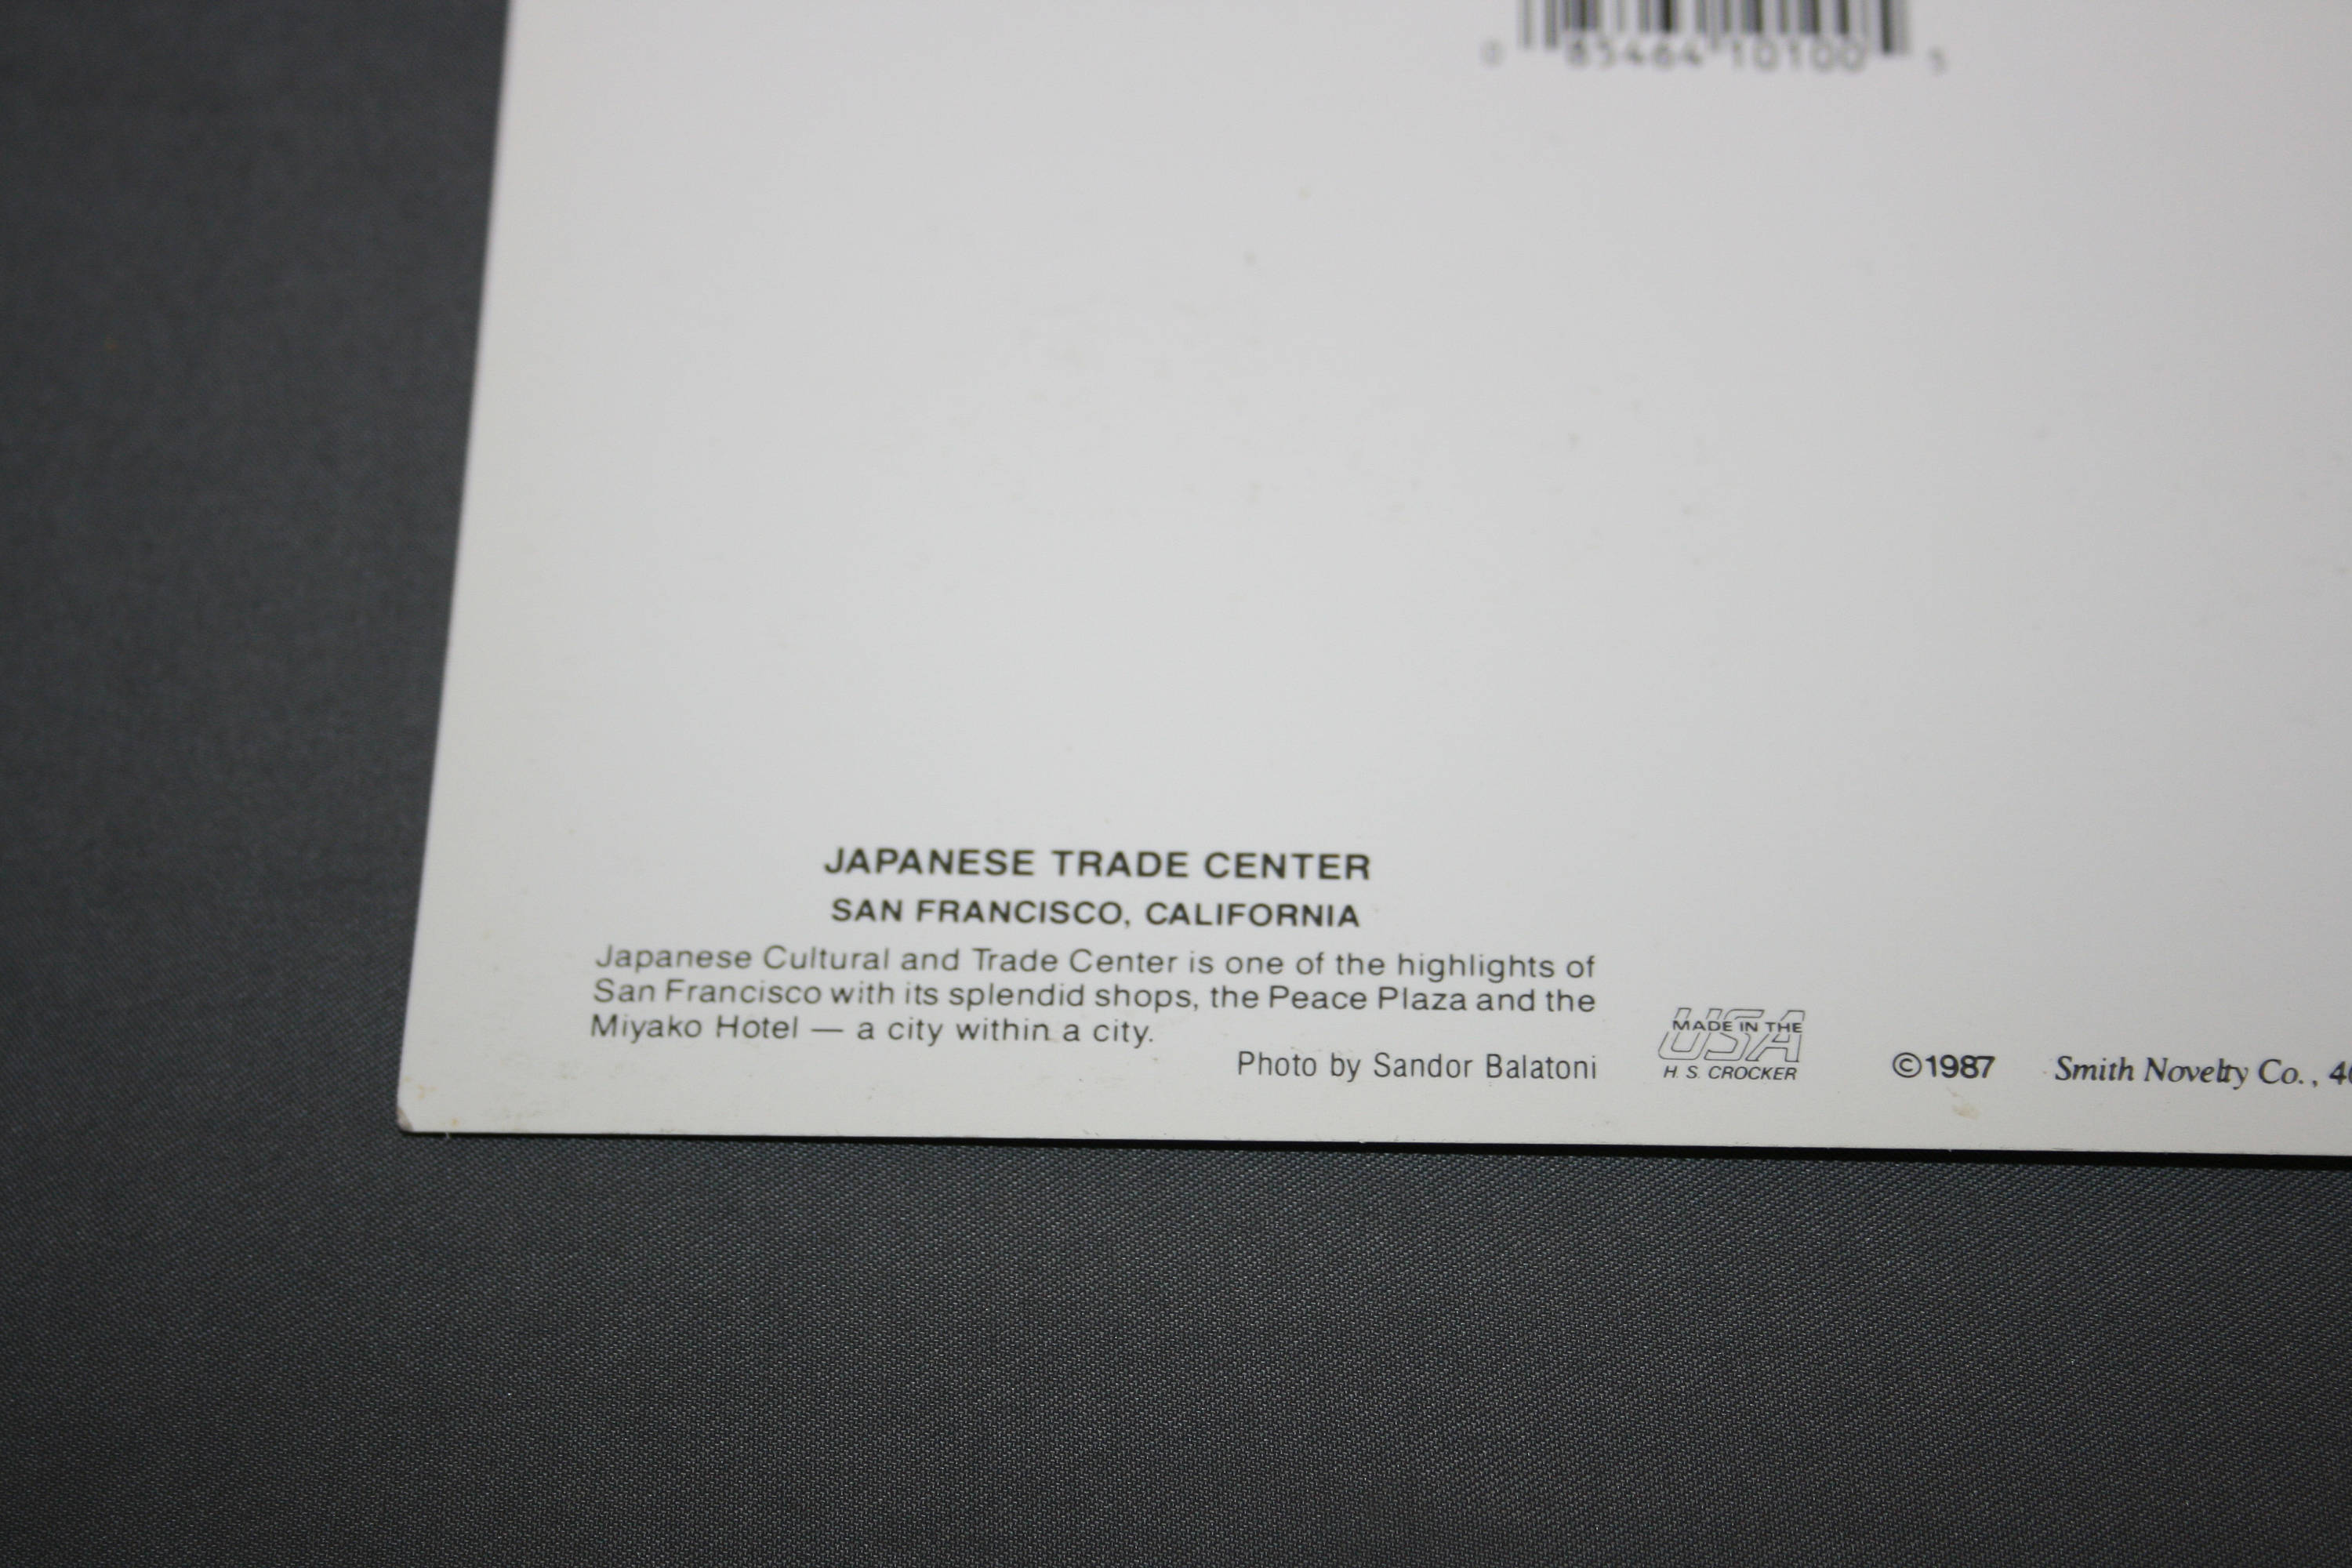 0 85464 10100 5
JAPANESE TRADE CENTER
SAN FRANCISCO, CALIFORNIA
Japanese Cultural and Trade Center is one of the highlights of
San Francisco with its splendid shops, the Peace Plaza and the
Miyako Hotel — a city within a city.
Photo by Sandor Balatoni
MADE IN THE
USA
H. S. CROCKER
©1987 Smith Novelty Co.,